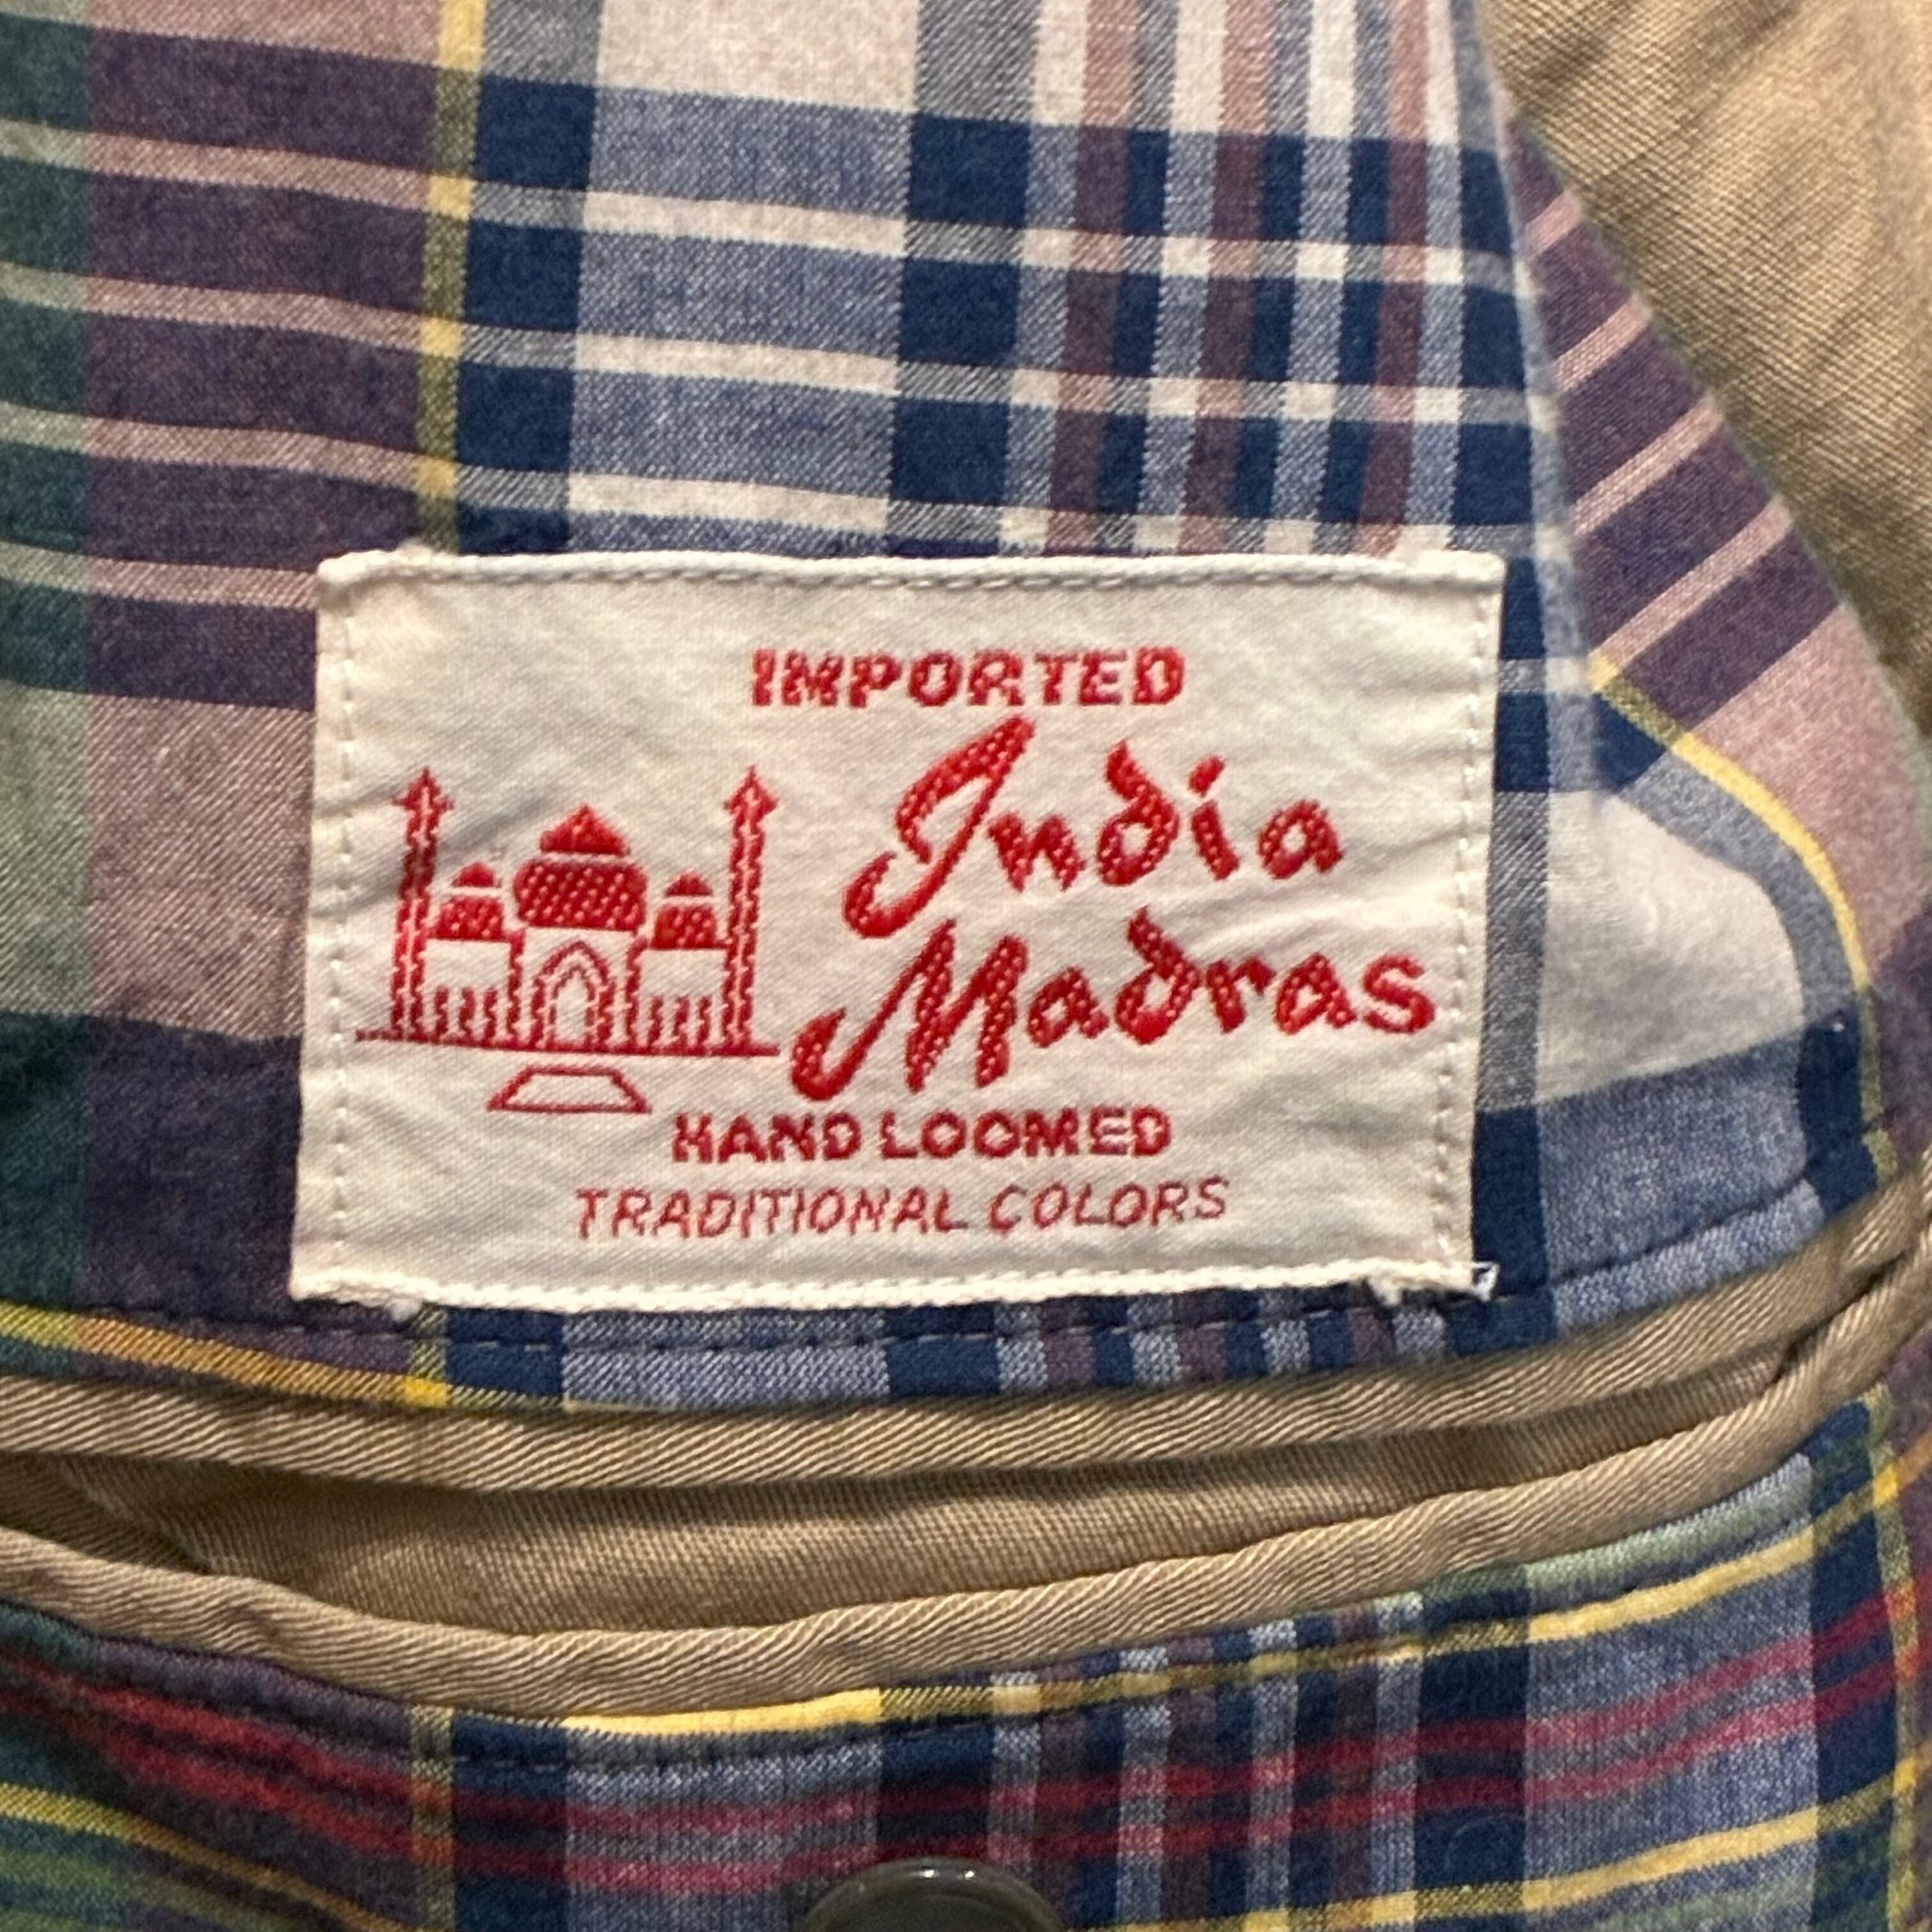 IMPORTED
India
Madras
HAND LOOMED
TRADITIONAL COLORS